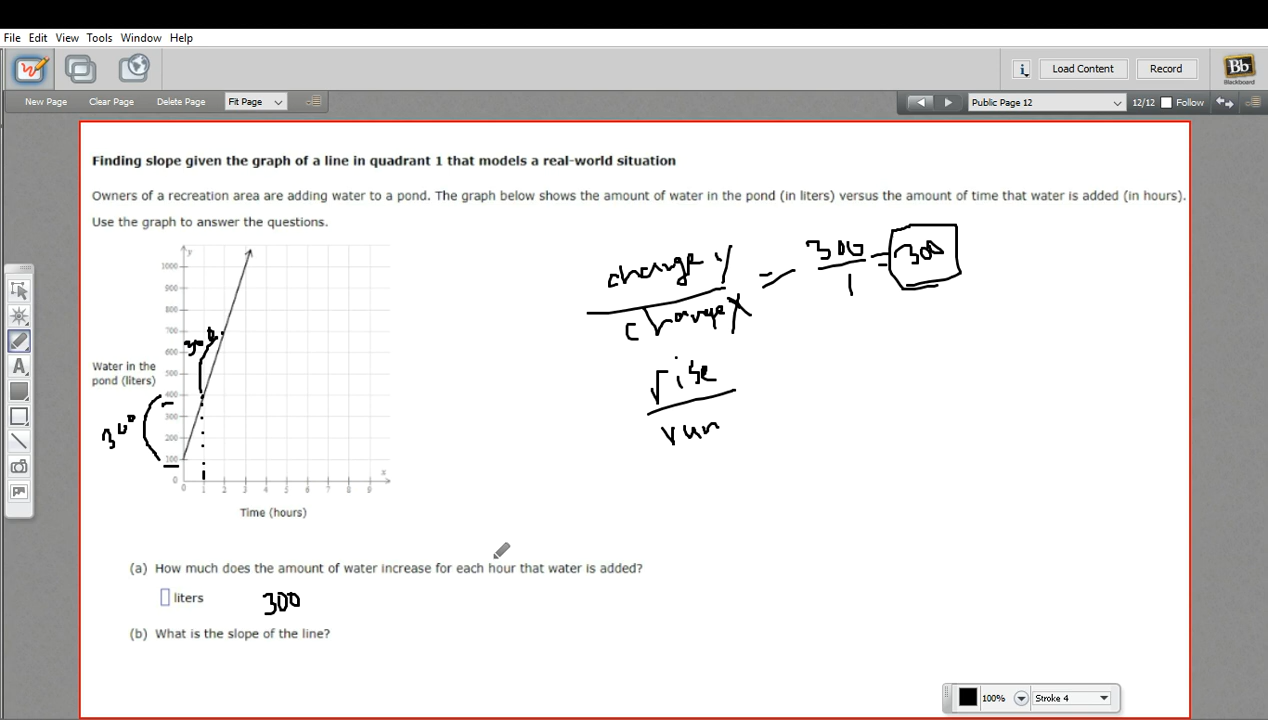 File Edit View Tools Window Help
i Load Content Record Bb Blackboard
New Page Clear Page Delete Page Fit Page Public Page 12 12/12 Follow
Finding slope given the graph of a line in quadrant 1 that models a real-world situation
Owners of a recreation area are adding water to a pond. The graph below shows the amount of water in the pond (in liters) versus the amount of time that water is added (in hours).
Use the graph to answer the questions.
y
1000
900
800
700
600
500
400
300
200
100
0
0 1 2 3 4 5 6 7 8 9
x
Water in the
pond (liters)
Time (hours)
300
change y
change x
= 300
1
= 300
rise
run
(a) How much does the amount of water increase for each hour that water is added?
liters 300
(b) What is the slope of the line?
A
100% Stroke 4